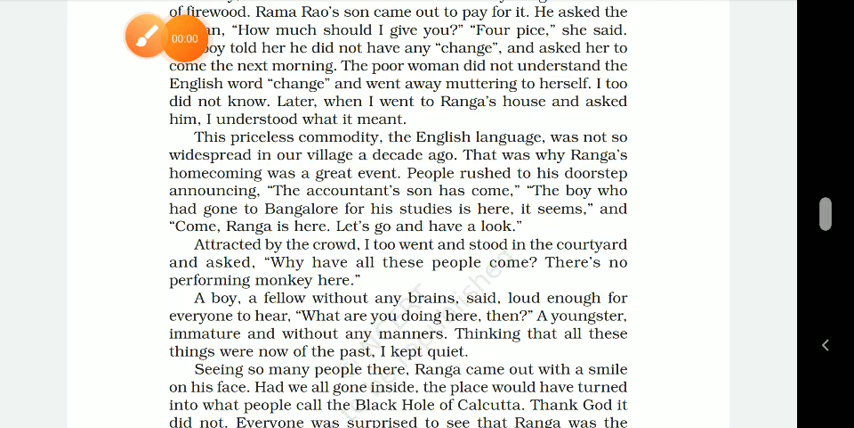 of firewood. Rama Rao's son came out to pay for it. He asked the
"How much should I give you?" "Four pice," she said.
told her he did not have any "change", and asked her to
00:00
come the next morning. The poor woman did not understand the
English word "change" and went away muttering to herself. I too
did not know. Later, when I went to Ranga's house and asked
him, I understood what it meant.
This priceless commodity, the English language, was not so
widespread in our village a decade ago. That was why Ranga's
homecoming was a great event. People rushed to his doorstep
announcing, "The accountant's son has come," "The boy who
had gone to Bangalore for his studies is here, it seems," and
"Come, Ranga is here. Let's go and have a look."
Attracted by the crowd, I too went and stood in the courtyard
and asked, "Why have all these people come? There's no
performing monkey here."
A boy, a fellow without any brains, said, loud enough for
everyone to hear, "What are you doing here, then?" A youngster,
immature and without any manners. Thinking that all these
things were now of the past, I kept quiet.
Seeing so many people there, Ranga came out with a smile
on his face. Had we all gone inside, the place would have turned
into what people call the Black Hole of Calcutta. Thank God it
did not. Everyone was surprised to see that Ranga was the